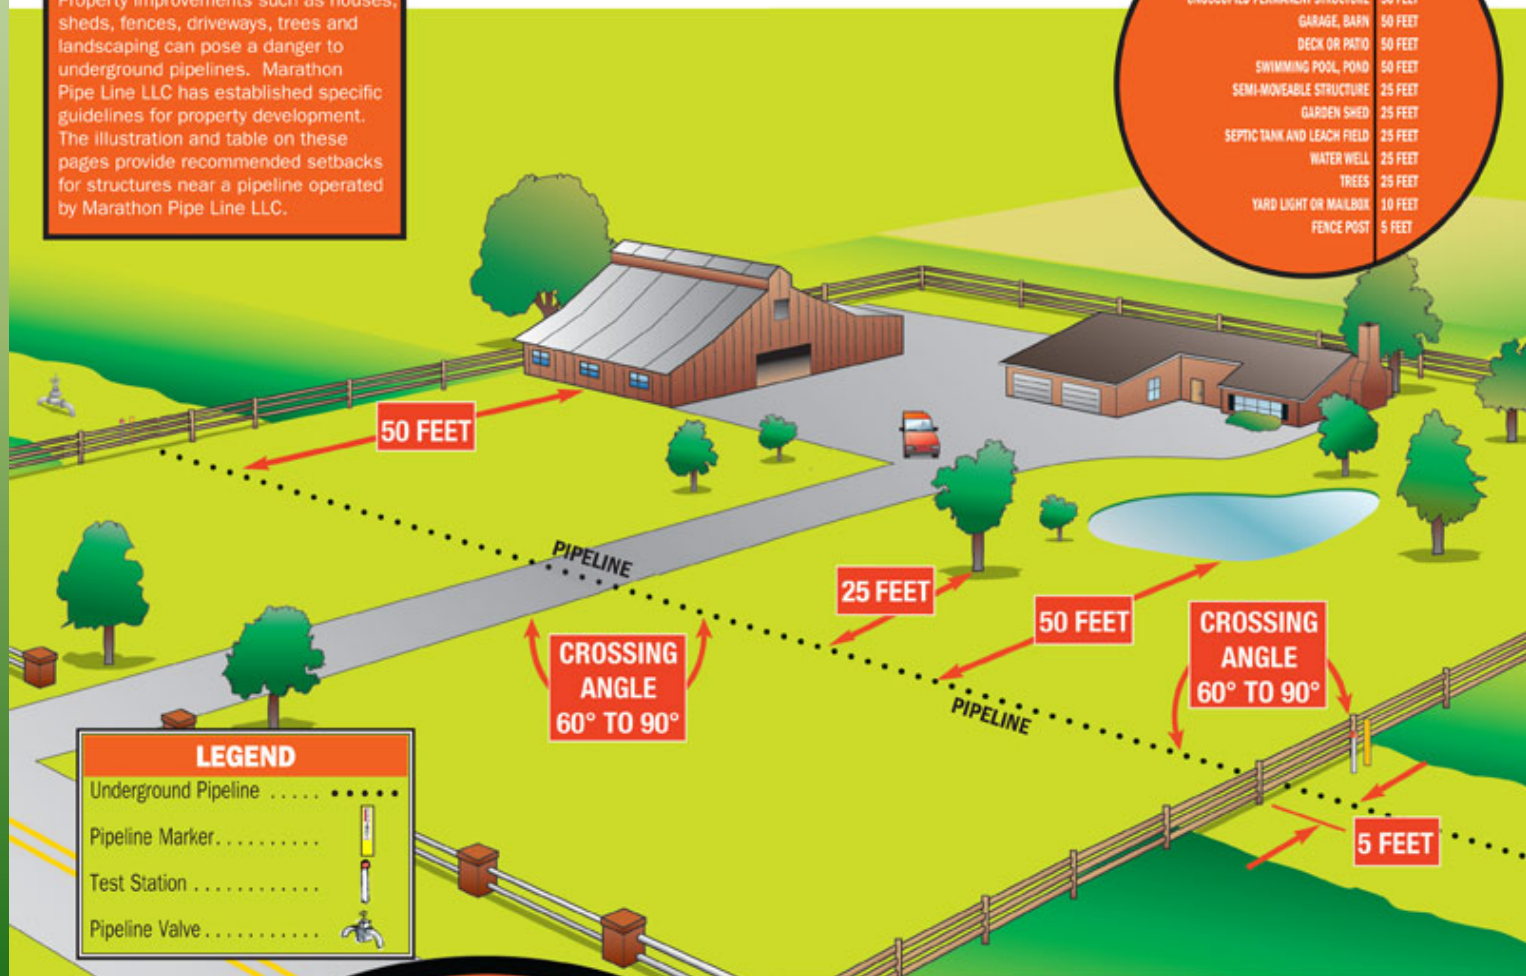 Property improvements such as houses,
sheds, fences, driveways, trees and
landscaping can pose a danger to
underground pipelines. Marathon
Pipe Line LLC has established specific
guidelines for property development.
The illustration and table on these
pages provide recommended setbacks
for structures near a pipeline operated
by Marathon Pipe Line LLC.
UNOCCUPIED PERMANENT STRUCTURE 50 FEET
GARAGE, BARN 50 FEET
DECK OR PATIO 50 FEET
SWIMMING POOL, POND 50 FEET
SEMI-MOVEABLE STRUCTURE 25 FEET
GARDEN SHED 25 FEET
SEPTIC TANK AND LEACH FIELD 25 FEET
WATER WELL 25 FEET
TREES 25 FEET
YARD LIGHT OR MAILBOX 10 FEET
FENCE POST 5 FEET
50 FEET
PIPELINE
25 FEET
50 FEET
CROSSING
ANGLE
60° TO 90°
CROSSING
ANGLE
60° TO 90°
PIPELINE
5 FEET
LEGEND
Underground Pipeline .....
Pipeline Marker..........
Test Station ............
Pipeline Valve...........